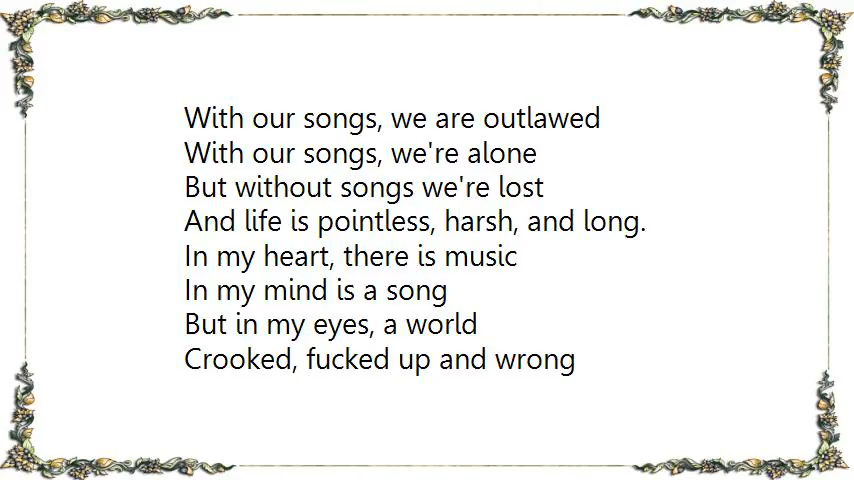 With our songs, we are outlawed
With our songs, we're alone
But without songs we're lost
And life is pointless, harsh, and long.
In my heart, there is music
In my mind is a song
But in my eyes, a world
Crooked, fucked up and wrong